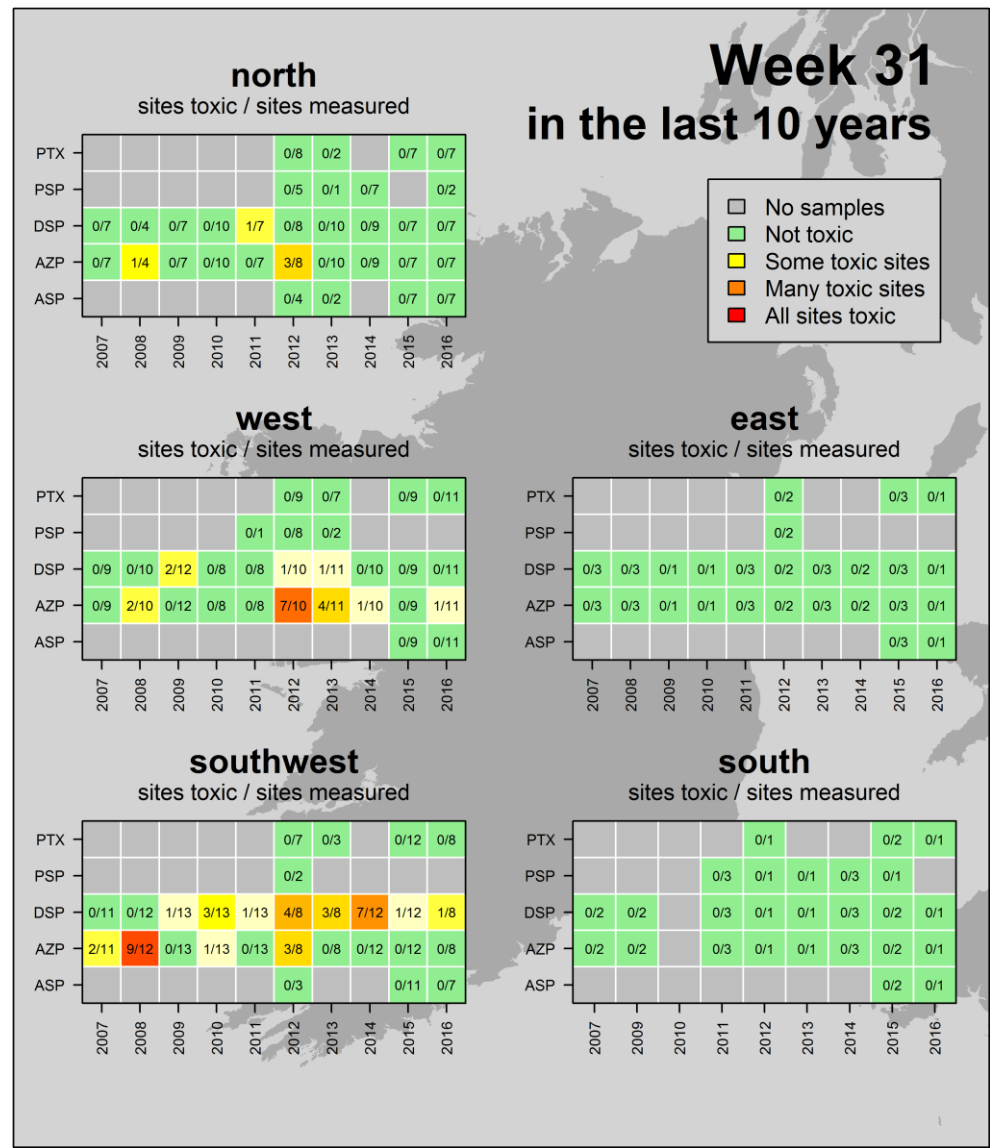 Week 31
in the last 10 years
No samples
Not toxic
Some toxic sites
Many toxic sites
All sites toxic
north
sites toxic / sites measured
PTX 0/8 0/2 0/7 0/7
PSP 0/5 0/1 0/7 0/2
DSP 0/7 0/4 0/7 0/10 1/7 0/8 0/10 0/9 0/7 0/7
AZP 0/7 1/4 0/7 0/10 0/7 3/8 0/10 0/9 0/7 0/7
ASP 0/4 0/2 0/7 0/7
2007 2008 2009 2010 2011 2012 2013 2014 2015 2016
west
sites toxic / sites measured
PTX 0/9 0/7 0/9 0/11
PSP 0/1 0/8 0/2
DSP 0/9 0/10 2/12 0/8 0/8 1/10 1/11 0/10 0/9 0/11
AZP 0/9 2/10 0/12 0/8 0/8 7/10 4/11 1/10 0/9 1/11
ASP 0/9 0/11
2007 2008 2009 2010 2011 2012 2013 2014 2015 2016
east
sites toxic / sites measured
PTX 0/2 0/3 0/1
PSP 0/2
DSP 0/3 0/3 0/1 0/1 0/3 0/2 0/3 0/2 0/3 0/1
AZP 0/3 0/3 0/1 0/1 0/3 0/2 0/3 0/2 0/3 0/1
ASP 0/3 0/1
2007 2008 2009 2010 2011 2012 2013 2014 2015 2016
southwest
sites toxic / sites measured
PTX 0/7 0/3 0/12 0/8
PSP 0/2
DSP 0/11 0/12 1/13 3/13 1/13 4/8 3/8 7/12 1/12 1/8
AZP 2/11 9/12 0/13 1/13 0/13 3/8 0/8 0/12 0/12 0/8
ASP 0/3 0/11 0/7
2007 2008 2009 2010 2011 2012 2013 2014 2015 2016
south
sites toxic / sites measured
PTX 0/1 0/2 0/1
PSP 0/3 0/1 0/1 0/3 0/1
DSP 0/2 0/2 0/3 0/1 0/1 0/3 0/2 0/1
AZP 0/2 0/2 0/3 0/1 0/1 0/3 0/2 0/1
ASP 0/2 0/1
2007 2009 2010 2011 2012 2013 2014 2015 2016